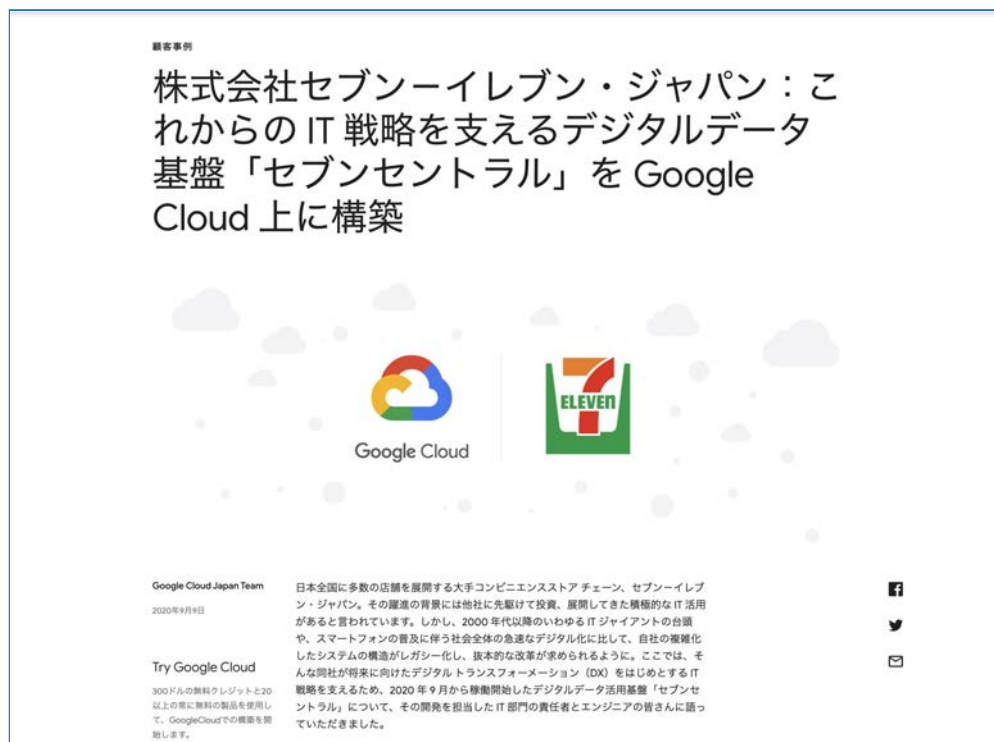 顧客事例
株式会社セブン−イレブン・ジャパン：こ
れからの IT 戦略を支えるデジタルデータ
基盤「セブンセントラル」を Google
Cloud 上に構築
Google Cloud
7
ELEVEn
Google Cloud Japan Team
2020年9月9日
Try Google Cloud
300ドルの無料クレジットと20
以上の常に無料の製品を使用し
て、GoogleCloudでの構築を開
始します。
日本全国に多数の店舗を展開する大手コンビニエンスストア チェーン、セブン−イレブ
ン・ジャパン。その躍進の背景には他社に先駆けて投資、展開してきた積極的な IT 活用
があると言われています。しかし、2000 年代以降のいわゆる IT ジャイアントの台頭
や、スマートフォンの普及に伴う社会全体の急速なデジタル化に比して、自社の複雑化
したシステムの構造がレガシー化し、抜本的な改革が求められるように。ここでは、そ
んな同社が将来に向けたデジタル トランスフォーメーション（DX）をはじめとする IT
戦略を支えるため、2020 年 9 月から稼働開始したデジタルデータ活用基盤「セブンセ
ントラル」について、その開発を担当した IT 部門の責任者とエンジニアの皆さんに語っ
ていただきました。